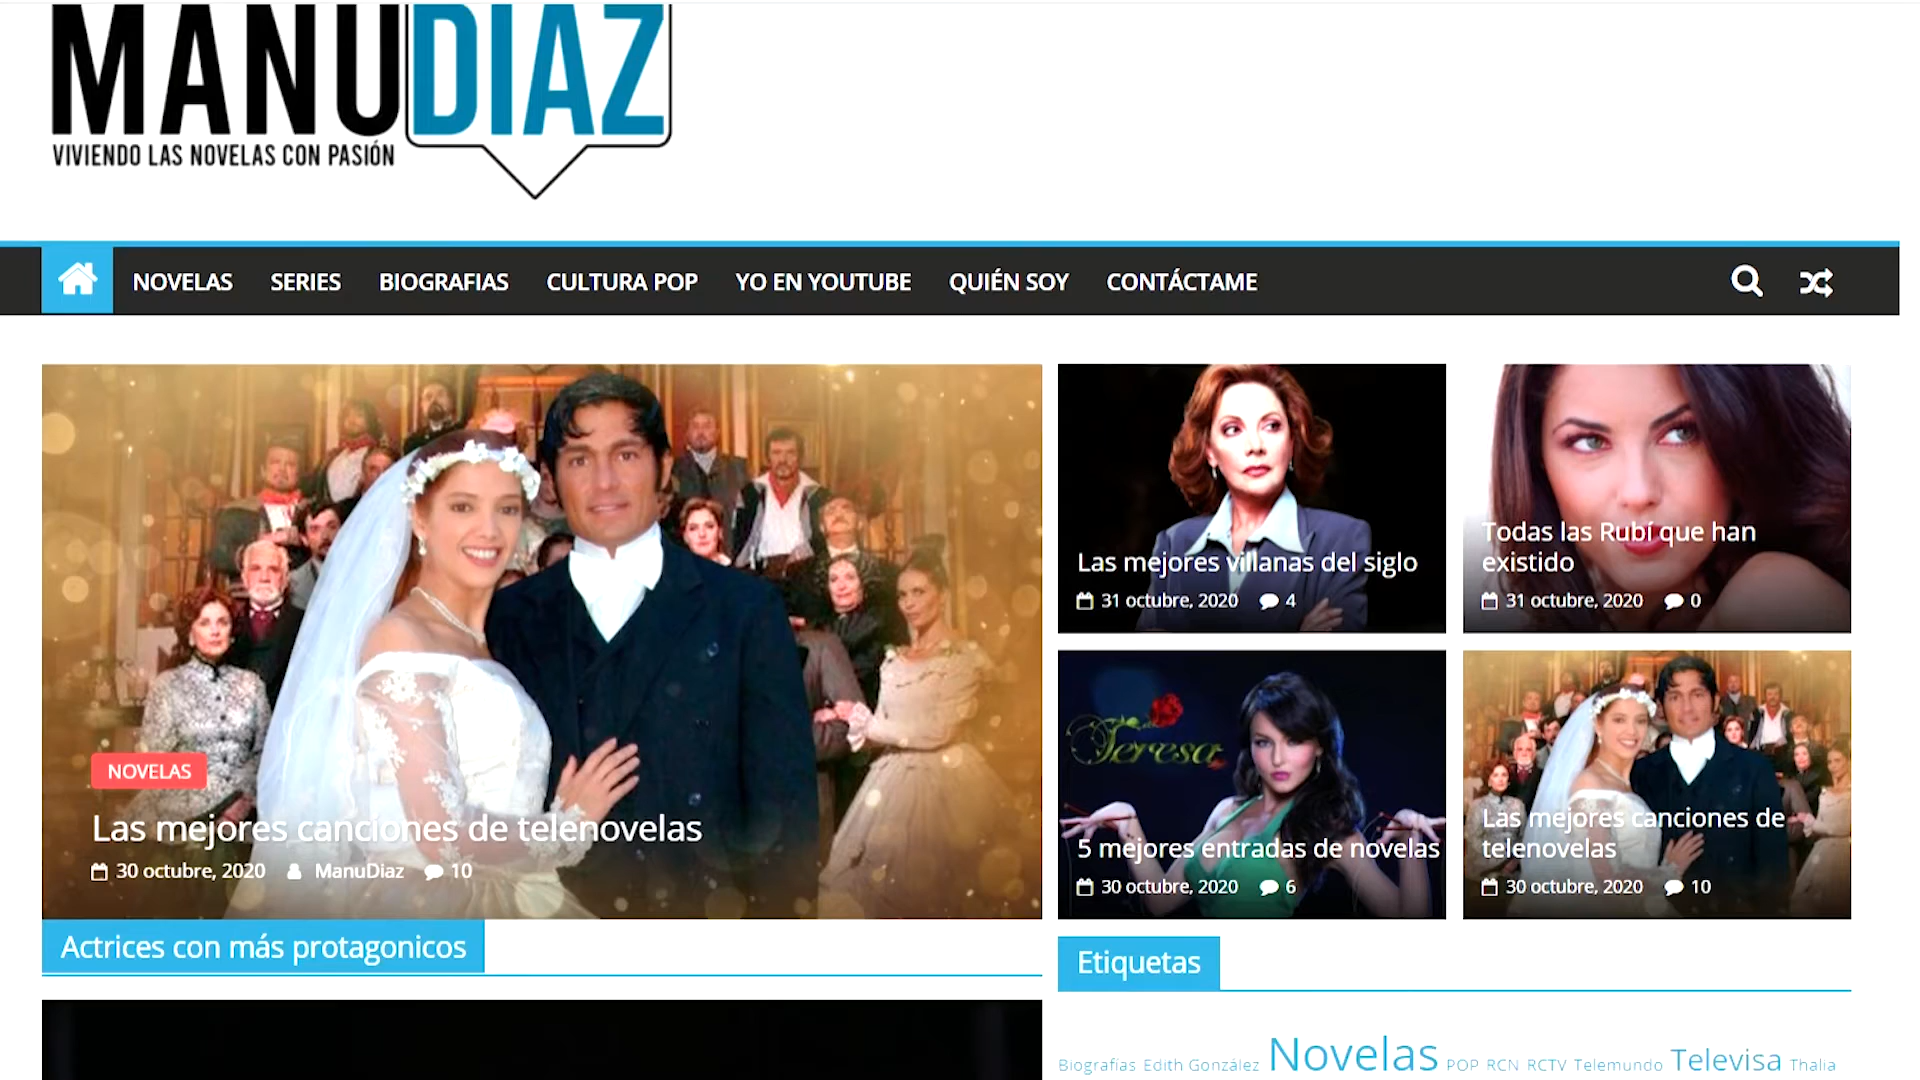 MANUDIAZ
VIVIENDO LAS NOVELAS CON PASIÓN
NOVELAS SERIES BIOGRAFIAS CULTURA POP YO EN YOUTUBE QUIÉN SOY CONTÁCTAME
NOVELAS
Las mejores canciones de telenovelas
30 octubre, 2020 ManuDiaz 10
Las mejores villanas del siglo
31 octubre, 2020 4
Todas las Rubí que han
existido
31 octubre, 2020 0
Teresa
5 mejores entradas de novelas
30 octubre, 2020 6
Las mejores canciones de
telenovelas
30 octubre, 2020 10
Actrices con más protagonicos
Etiquetas
Biografías Edith González Novelas POP RCN RCTV Telemundo Televisa Thalia